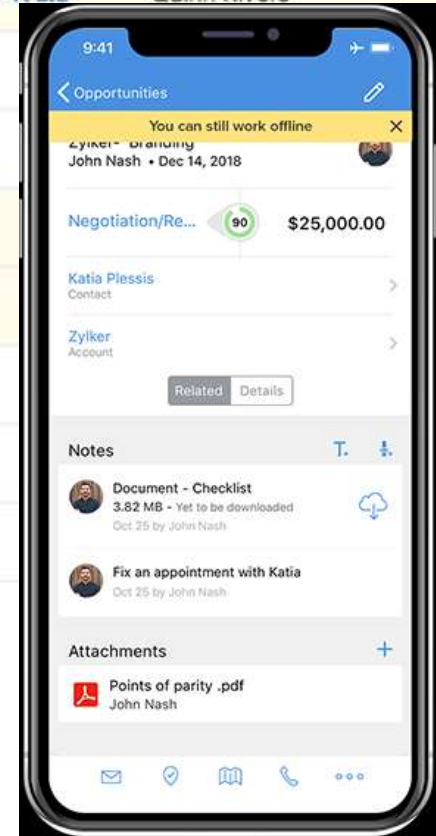 9:41
Opportunities
You can still work offline
Zylker- Branding
John Nash • Dec 14, 2018
Negotiation/Re...
90
$25,000.00
Katia Plessis
Contact
Zylker
Account
Related
Details
Notes
T.
Document - Checklist
3.82 MB - Yet to be downloaded
Oct 25 by John Nash
Fix an appointment with Katia
Oct 25 by John Nash
Attachments
Points of parity .pdf
John Nash